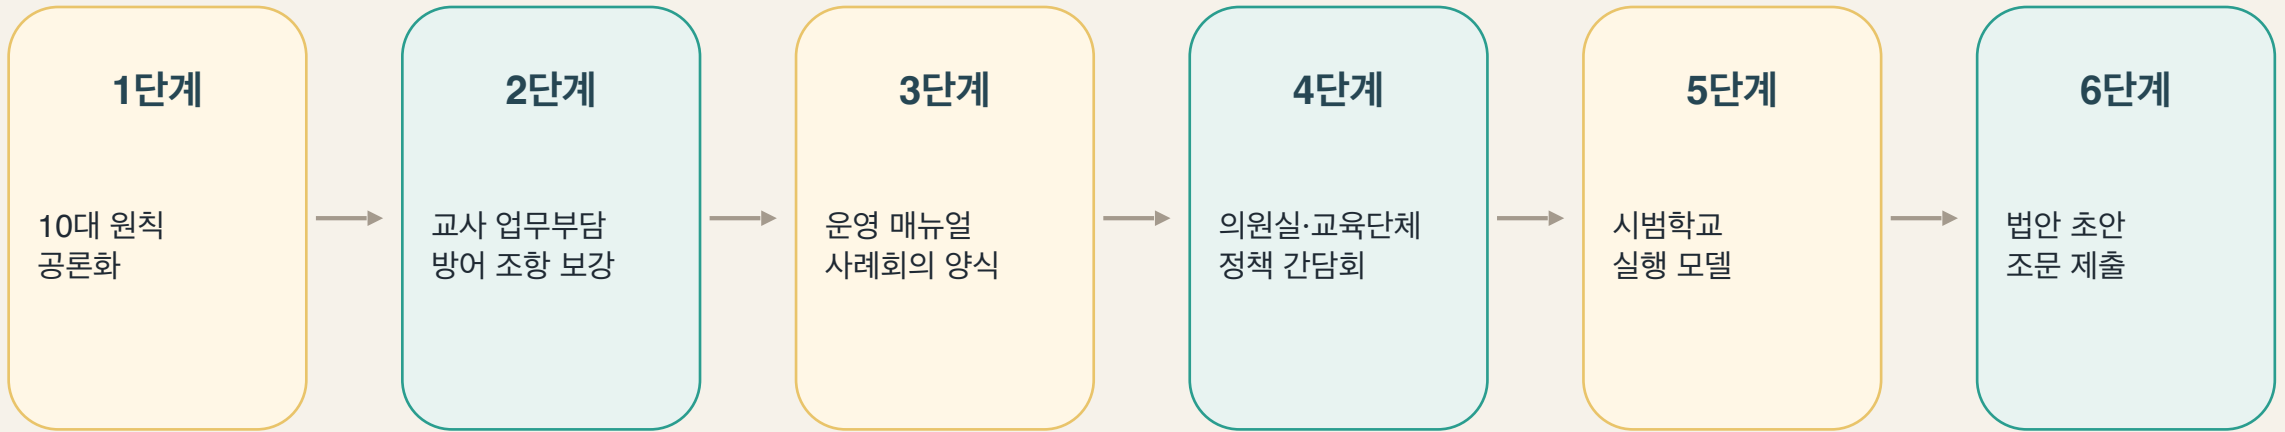 1단계
10대 원칙
공론화
2단계
교사 업무부담
방어 조항 보강
3단계
운영 매뉴얼
사례회의 양식
4단계
의원실·교육단체
정책 간담회
5단계
시범학교
실행 모델
6단계
법안 초안
조문 제출